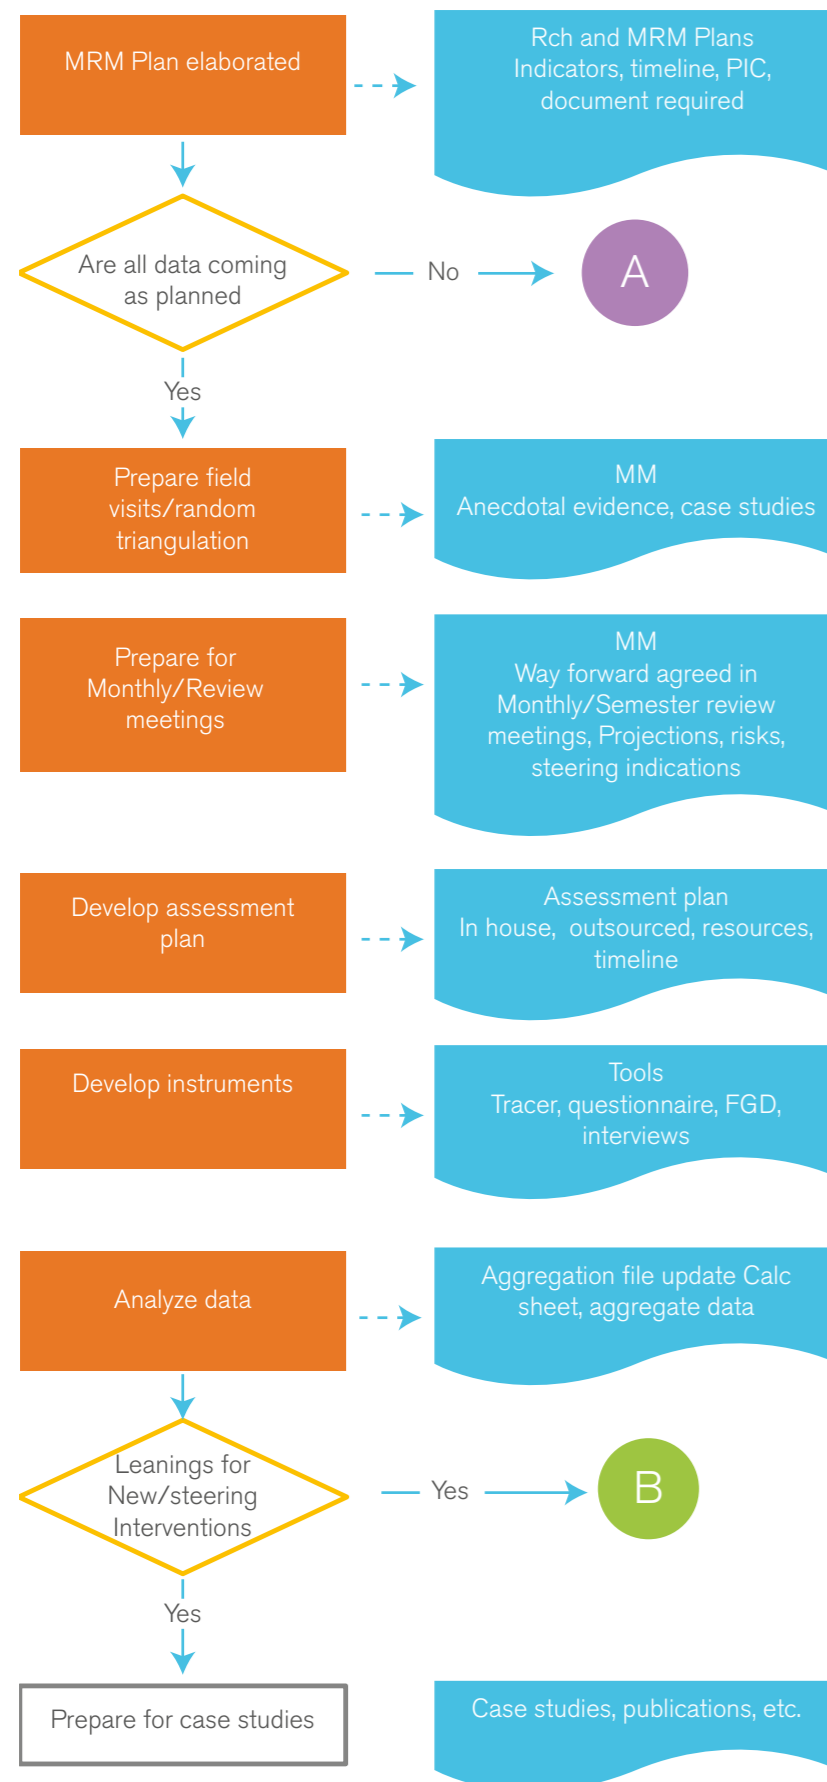 MRM Plan elaborated
Rch and MRM Plans
Indicators, timeline, PIC,
document required
Are all data coming
as planned
No
A
Yes
Prepare field
visits/random
triangulation
MM
Anecdotal evidence, case studies
Prepare for
Monthly/Review
meetings
MM
Way forward agreed in
Monthly/Semester review
meetings, Projections, risks,
steering indications
Develop assessment
plan
Assessment plan
In house, outsourced, resources,
timeline
Develop instruments
Tools
Tracer, questionnaire, FGD,
interviews
Analyze data
Aggregation file update Calc
sheet, aggregate data
Leanings for
New/steering
Interventions
Yes
B
Yes
Prepare for case studies
Case studies, publications, etc.